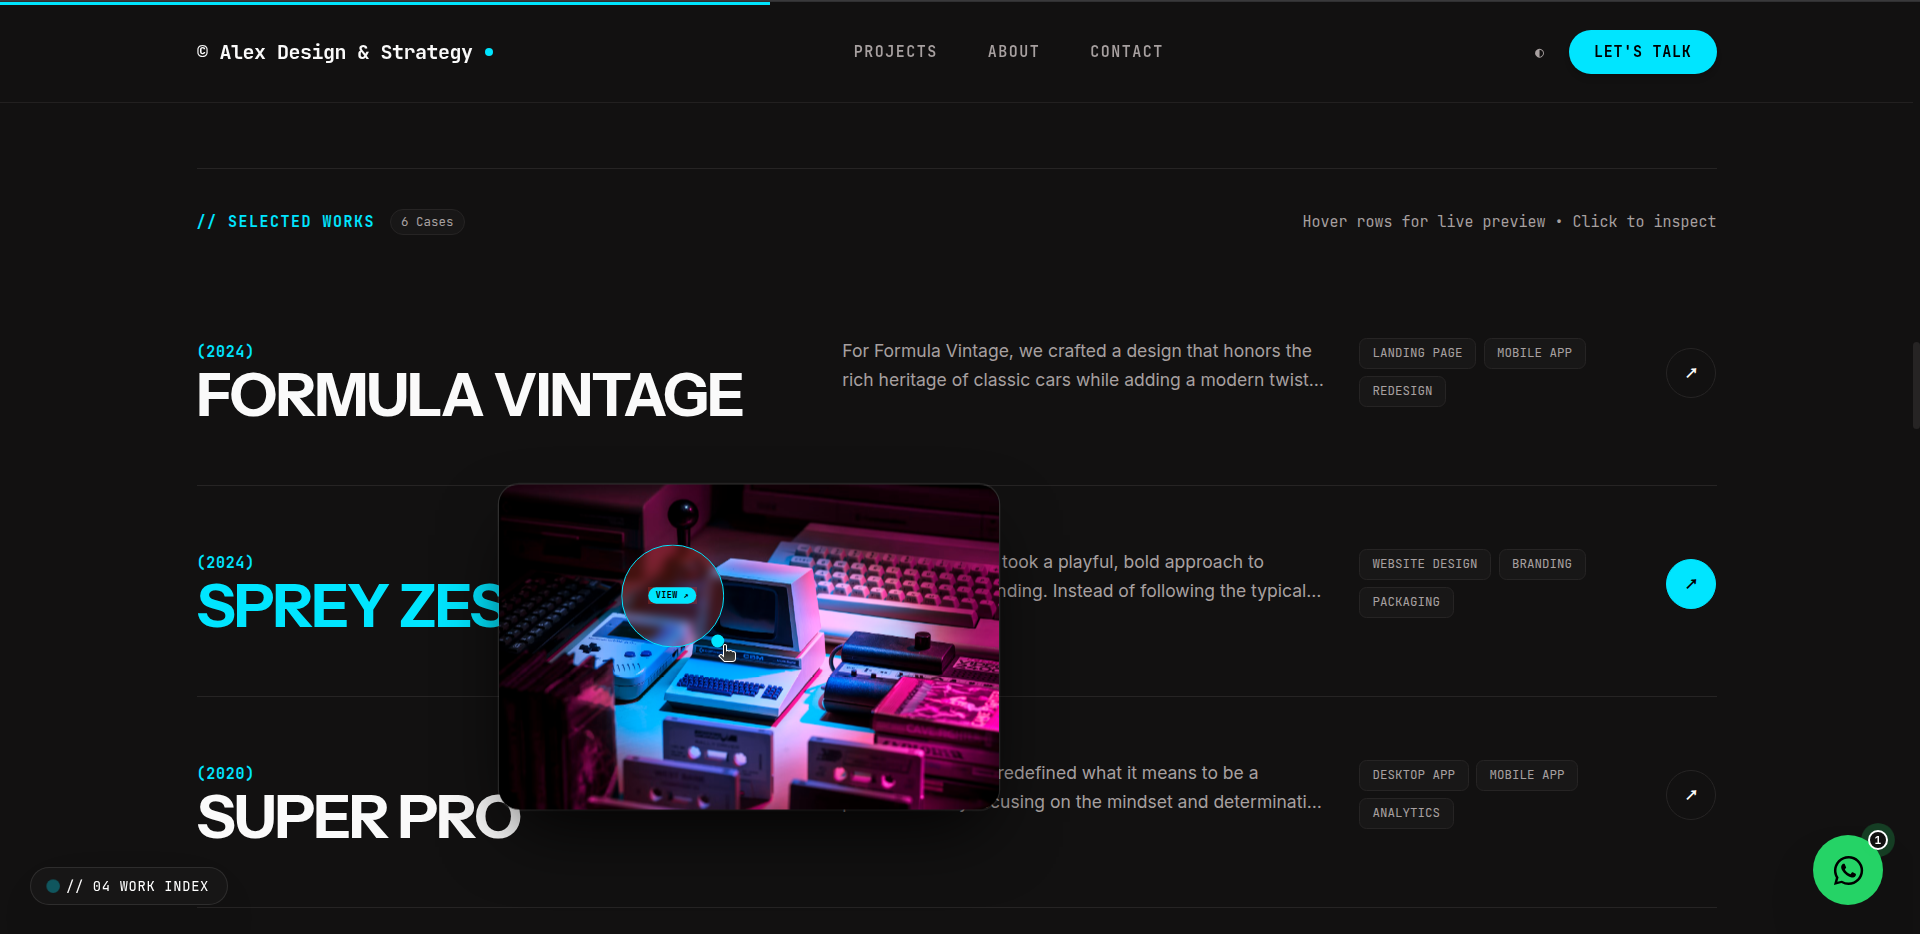 © Alex Design & Strategy
PROJECTS
ABOUT
CONTACT
LET'S TALK
// SELECTED WORKS
6 Cases
Hover rows for live preview • Click to inspect
(2024)
FORMULA VINTAGE
For Formula Vintage, we crafted a design that honors the
rich heritage of classic cars while adding a modern twist...
LANDING PAGE
MOBILE APP
REDESIGN
(2024)
SPREY ZES
took a playful, bold approach to
Instead of following the typical...
WEBSITE DESIGN
BRANDING
PACKAGING
VIEW ↗
CBM
(2020)
SUPER PRO
redefined what it means to be a
on the mindset and determinati...
DESKTOP APP
MOBILE APP
ANALYTICS
// 04 WORK INDEX
1